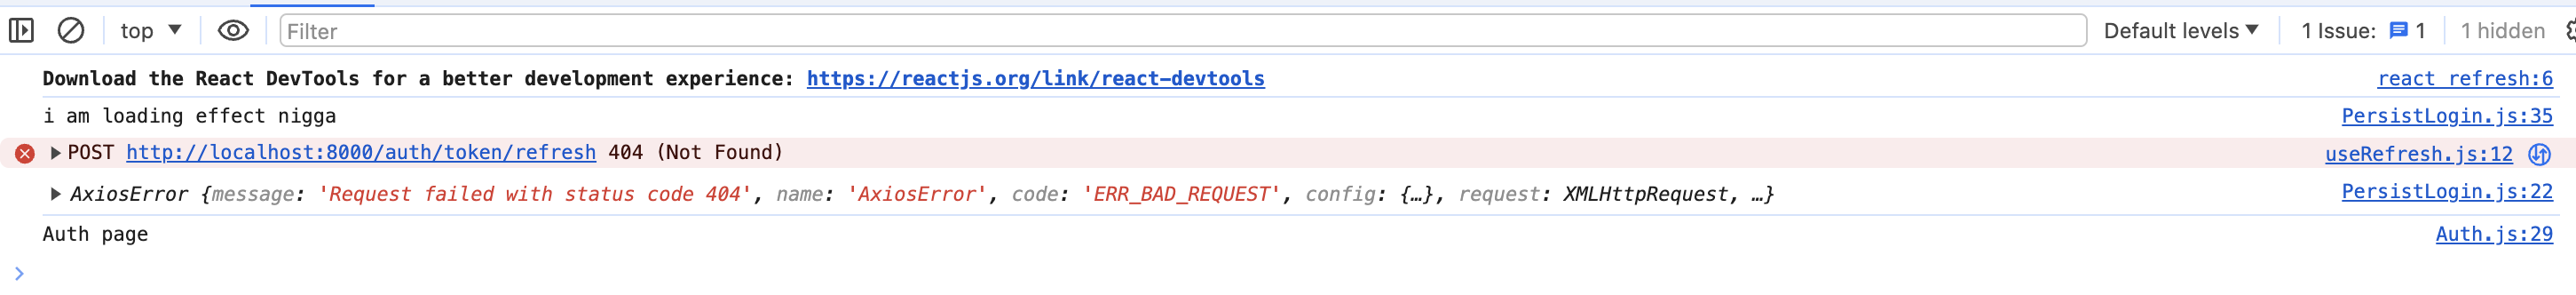 top ▼ Filter Default levels ▼ 1 Issue: 1 1 hidden
Download the React DevTools for a better development experience: https://reactjs.org/link/react-devtools react refresh:6
i am loading effect nigga PersistLogin.js:35
POST http://localhost:8000/auth/token/refresh 404 (Not Found) useRefresh.js:12
AxiosError {message: 'Request failed with status code 404', name: 'AxiosError', code: 'ERR_BAD_REQUEST', config: {…}, request: XMLHttpRequest, …} PersistLogin.js:22
Auth page Auth.js:29